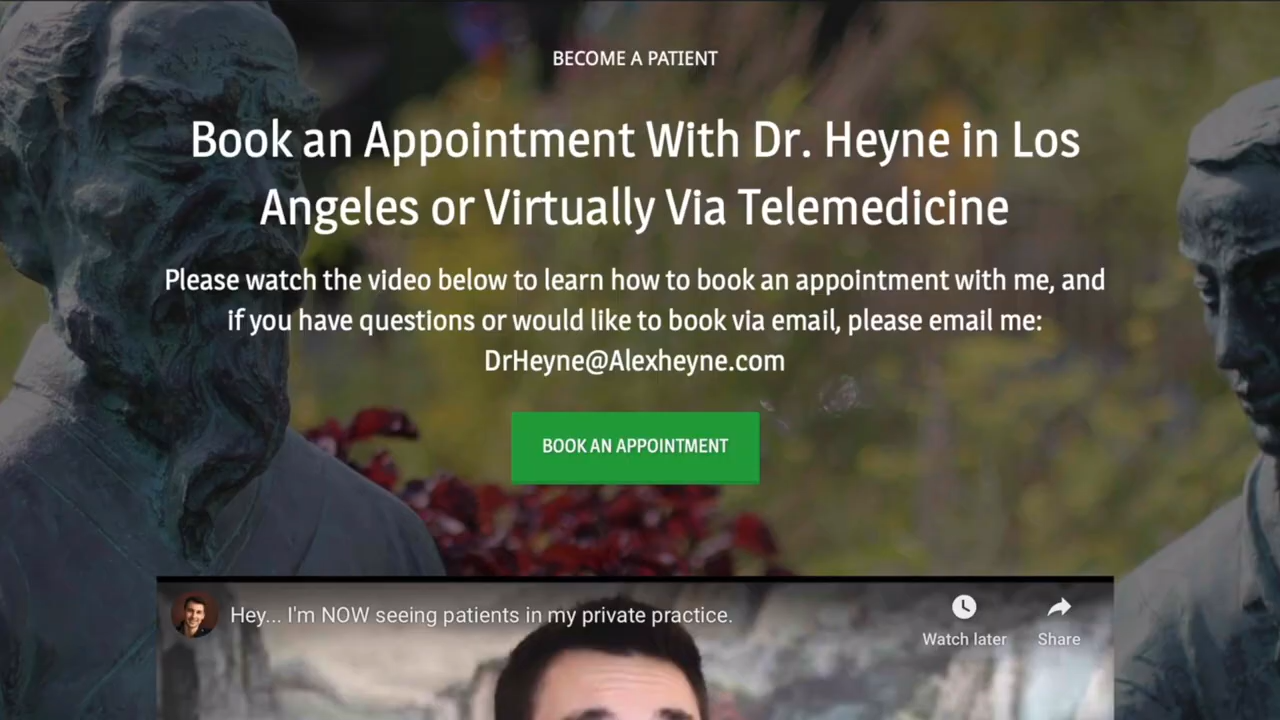 BECOME A PATIENT
Book an Appointment With Dr. Heyne in Los
Angeles or Virtually Via Telemedicine
Please watch the video below to learn how to book an appointment with me, and
if you have questions or would like to book via email, please email me:
DrHeyne@Alexheyne.com
BOOK AN APPOINTMENT
Hey... I'm NOW seeing patients in my private practice.
Watch later
Share